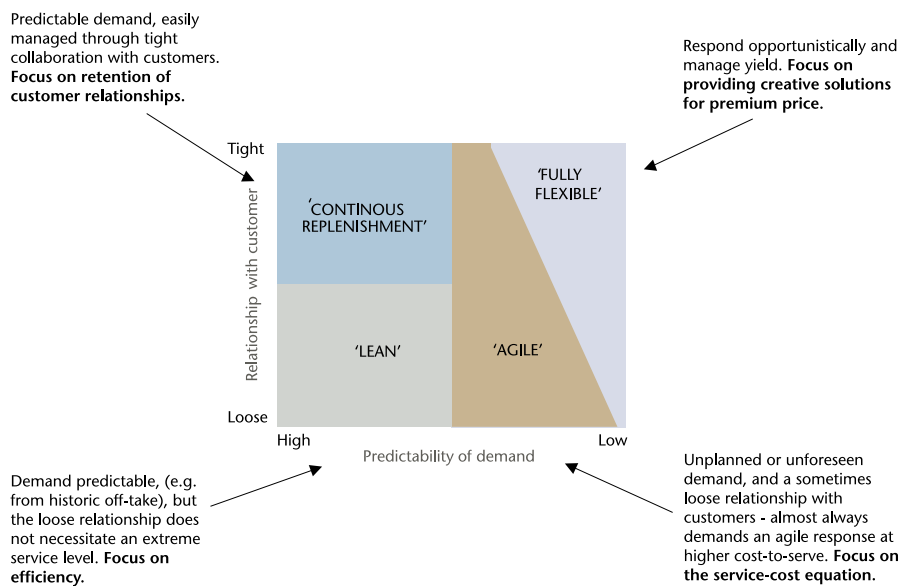 Predictable demand, easily
managed through tight
collaboration with customers.
Focus on retention of
customer relationships.
Respond opportunistically and
manage yield. Focus on
providing creative solutions
for premium price.
Tight
Relationship with customer
Loose
‘CONTINOUS
REPLENISHMENT’
‘FULLY
FLEXIBLE’
‘LEAN’
‘AGILE’
High
Low
Predictability of demand
Demand predictable, (e.g.
from historic off-take), but
the loose relationship does
not necessitate an extreme
service level. Focus on
efficiency.
Unplanned or unforeseen
demand, and a sometimes
loose relationship with
customers - almost always
demands an agile response at
higher cost-to-serve. Focus on
the service-cost equation.